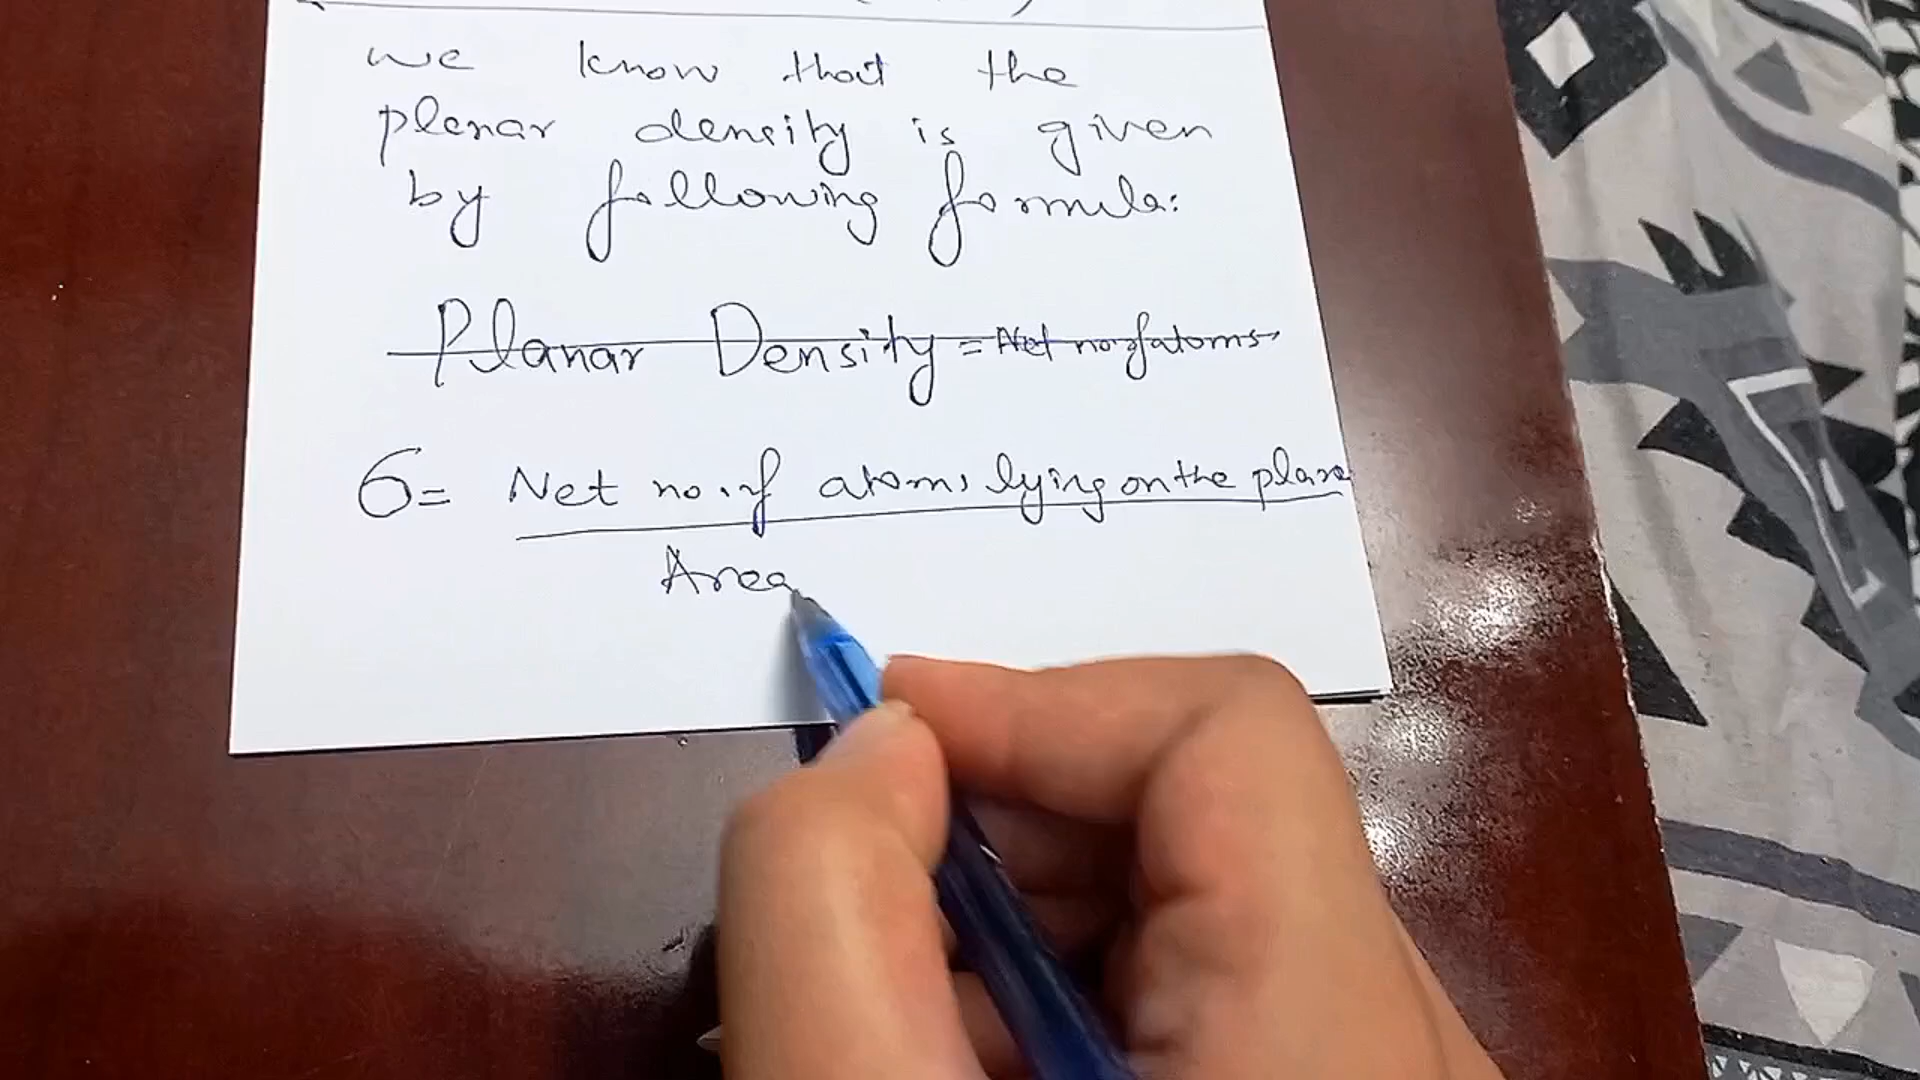 we know that the
planar density is given
by following formula:
Planar Density = Net no. of atoms
6= Net no. of atoms lying on the plane
Area